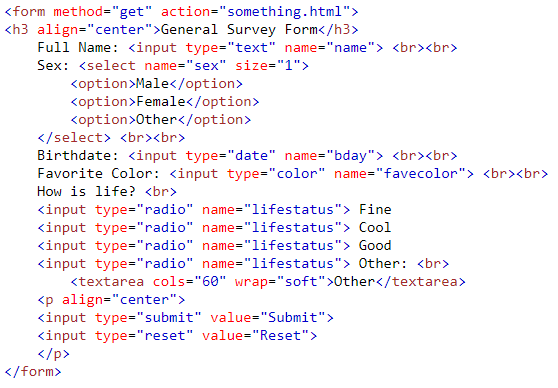 <form method="get" action="something.html">
<h3 align="center">General Survey Form</h3>
    Full Name: <input type="text" name="name"> <br><br>
    Sex: <select name="sex" size="1">
        <option>Male</option>
        <option>Female</option>
        <option>Other</option>
    </select> <br><br>
    Birthdate: <input type="date" name="bday"> <br><br>
    Favorite Color: <input type="color" name="favecolor"> <br><br>
    How is life? <br>
    <input type="radio" name="lifestatus"> Fine
    <input type="radio" name="lifestatus"> Cool
    <input type="radio" name="lifestatus"> Good
    <input type="radio" name="lifestatus"> Other: <br>
        <textarea cols="60" wrap="soft">Other</textarea>
    <p align="center">
    <input type="submit" value="Submit">
    <input type="reset" value="Reset">
    </p>
</form>